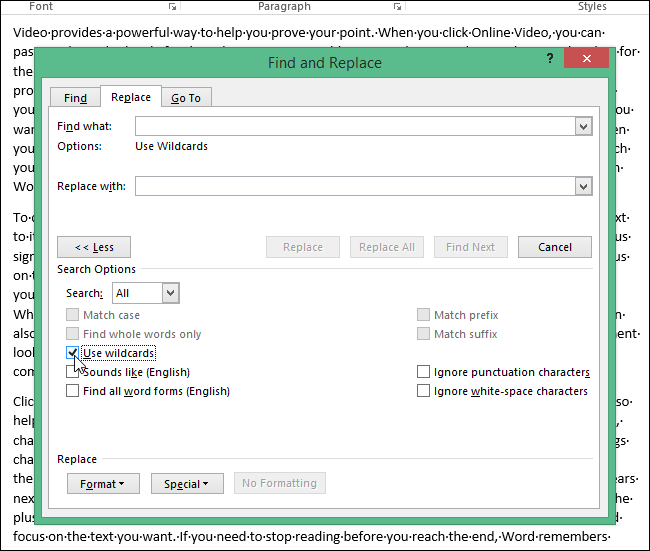 Font Paragraph Styles
Video·provides·a·powerful·way·to·help·you·prove·your·point.·When·you·click·Online·Video,·you·can·
for·
the
Find and Replace
? ×
Find Replace Go To
Find what:
Options: Use Wildcards
Replace with:
<< Less Replace Replace All Find Next Cancel
Search Options
Search: All
Match case Match prefix
Find whole words only Match suffix
Use wildcards
Sounds like (English) Ignore punctuation characters
Find all word forms (English) Ignore white-space characters
Replace
Format Special No Formatting
focus·on·the·text·you·want.·If·you·need·to·stop·reading·before·you·reach·the·end,·Word·remembers·